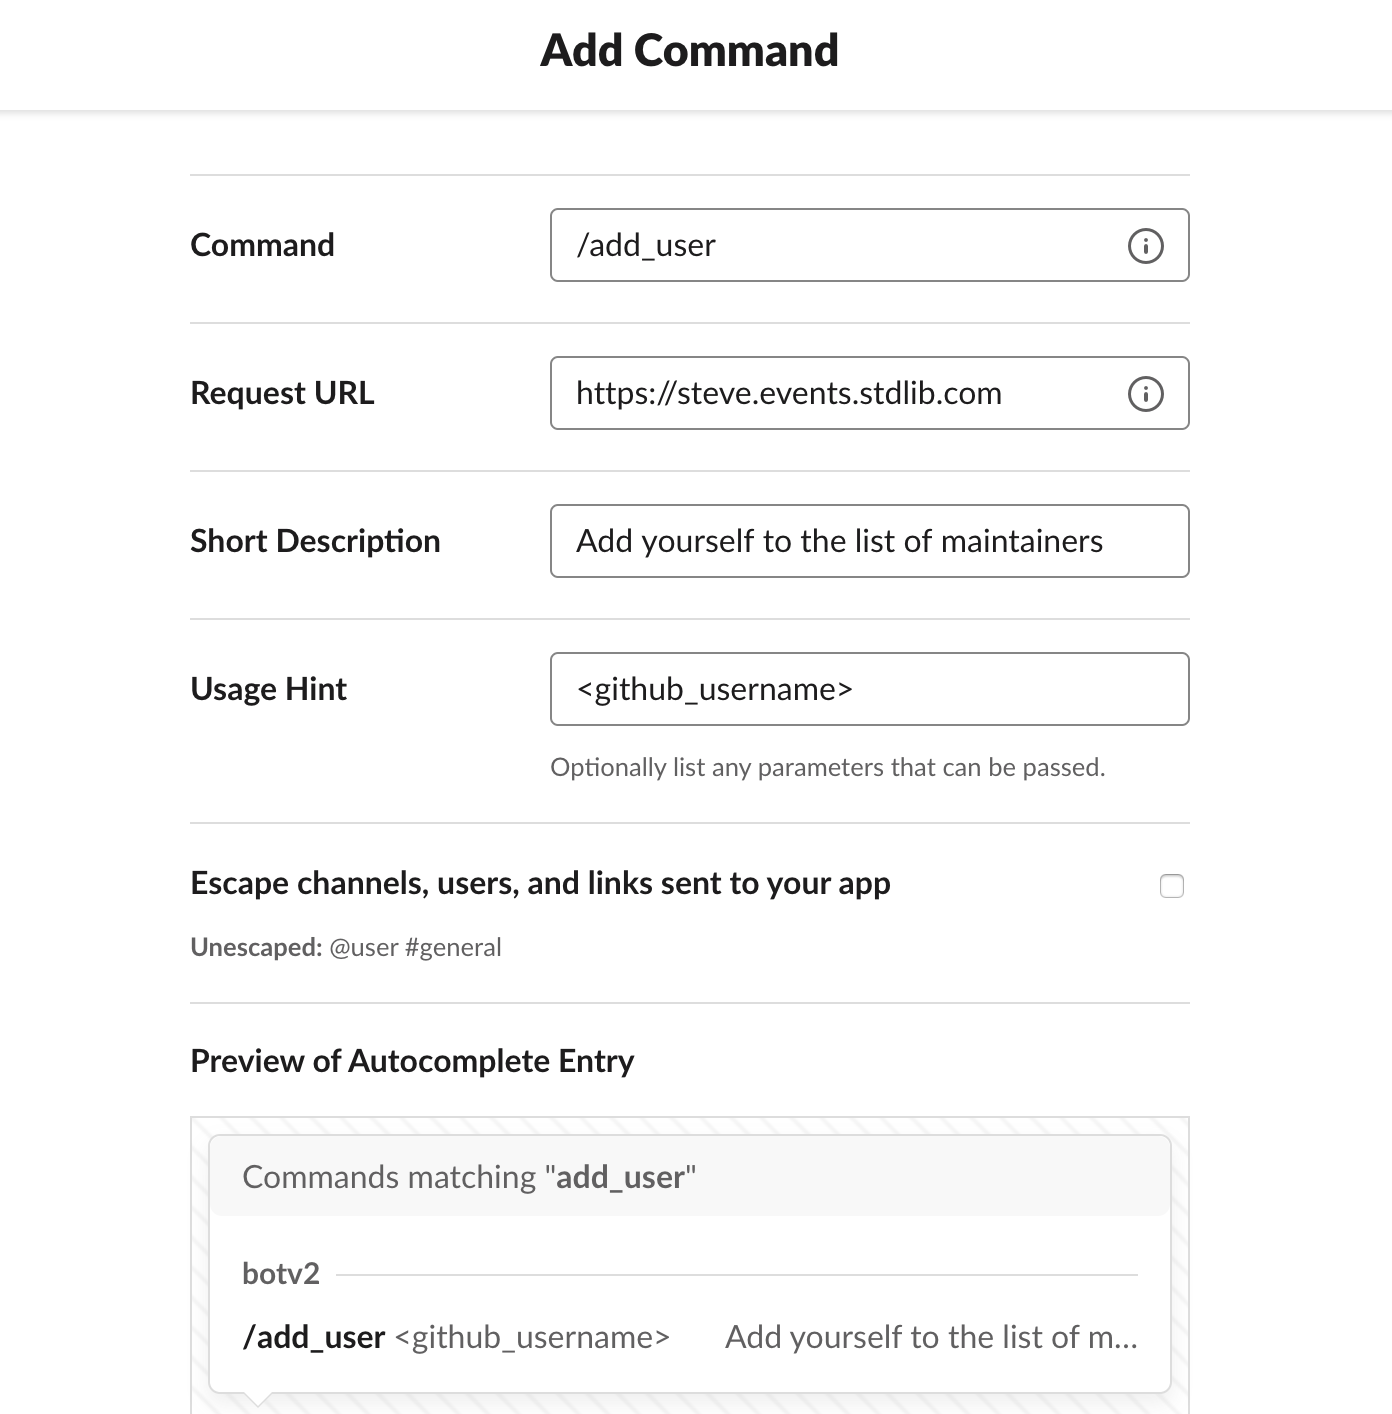 Add Command
Command
/add_user
Request URL
https://steve.events.stdlib.com
Short Description
Add yourself to the list of maintainers
Usage Hint
<github_username>
Optionally list any parameters that can be passed.
Escape channels, users, and links sent to your app
Unescaped: @user #general
Preview of Autocomplete Entry
Commands matching "add_user"
botv2
/add_user <github_username> Add yourself to the list of m...